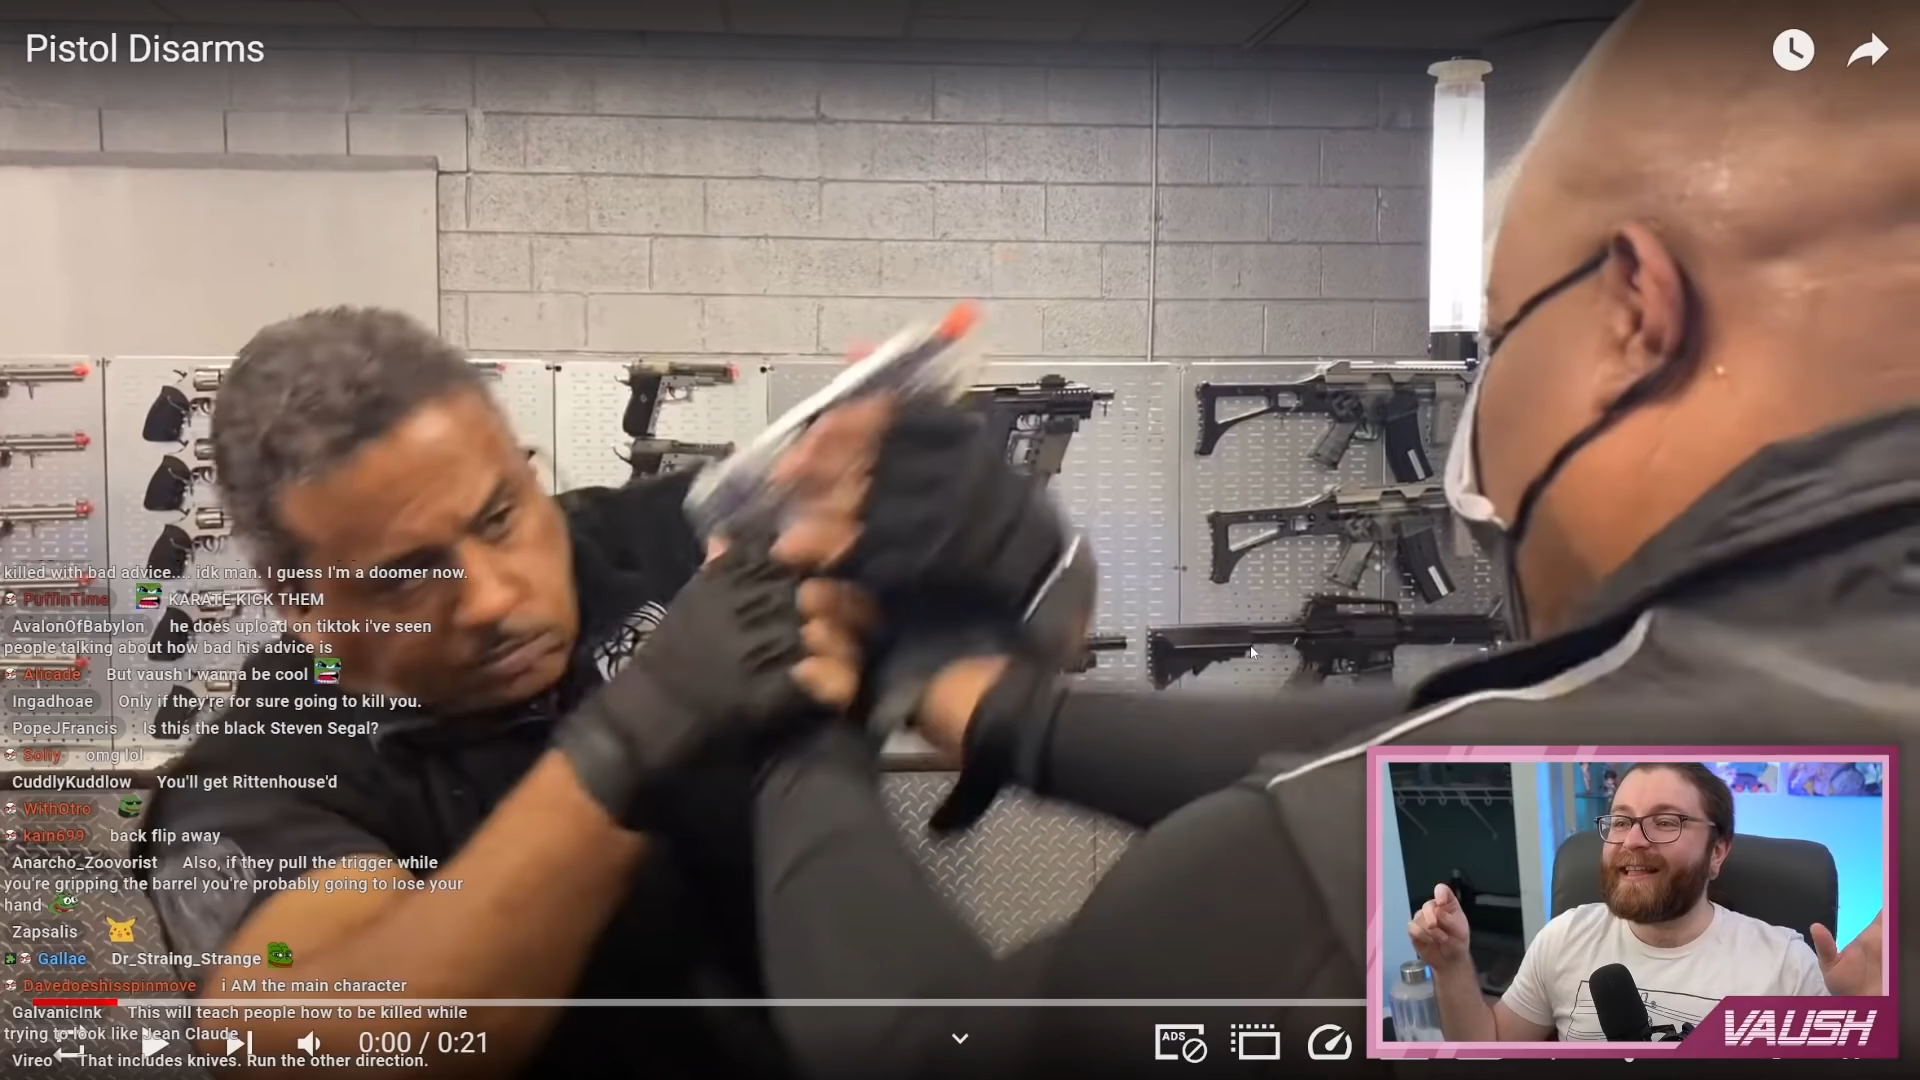 Pistol Disarms
killed with bad advice.... idk man. I guess I'm a doomer now.
PuffinTime KARATE KICK THEM
AvalonOfBabylon he does upload on tiktok i've seen
people talking about how bad his advice is
Alicade But vaush I wanna be cool
Ingadhoae Only if they're for sure going to kill you.
PopeJFrancis Is this the black Steven Segal?
Sohy omg lol
CuddlyKuddlow You'll get Rittenhouse'd
WithOtro
kain699 back flip away
Anarcho_Zoovorist Also, if they pull the trigger while
you're gripping the barrel you're probably going to lose your
hand
Zapsalis
Gallae Dr_Straing_Strange
Davedoeshisspinmove i AM the main character
GalvanicInk This will teach people how to be killed while
trying to look like Jean Claude
Vireo That includes knives. Run the other direction.
0:00 / 0:21
ADS
VAUSH